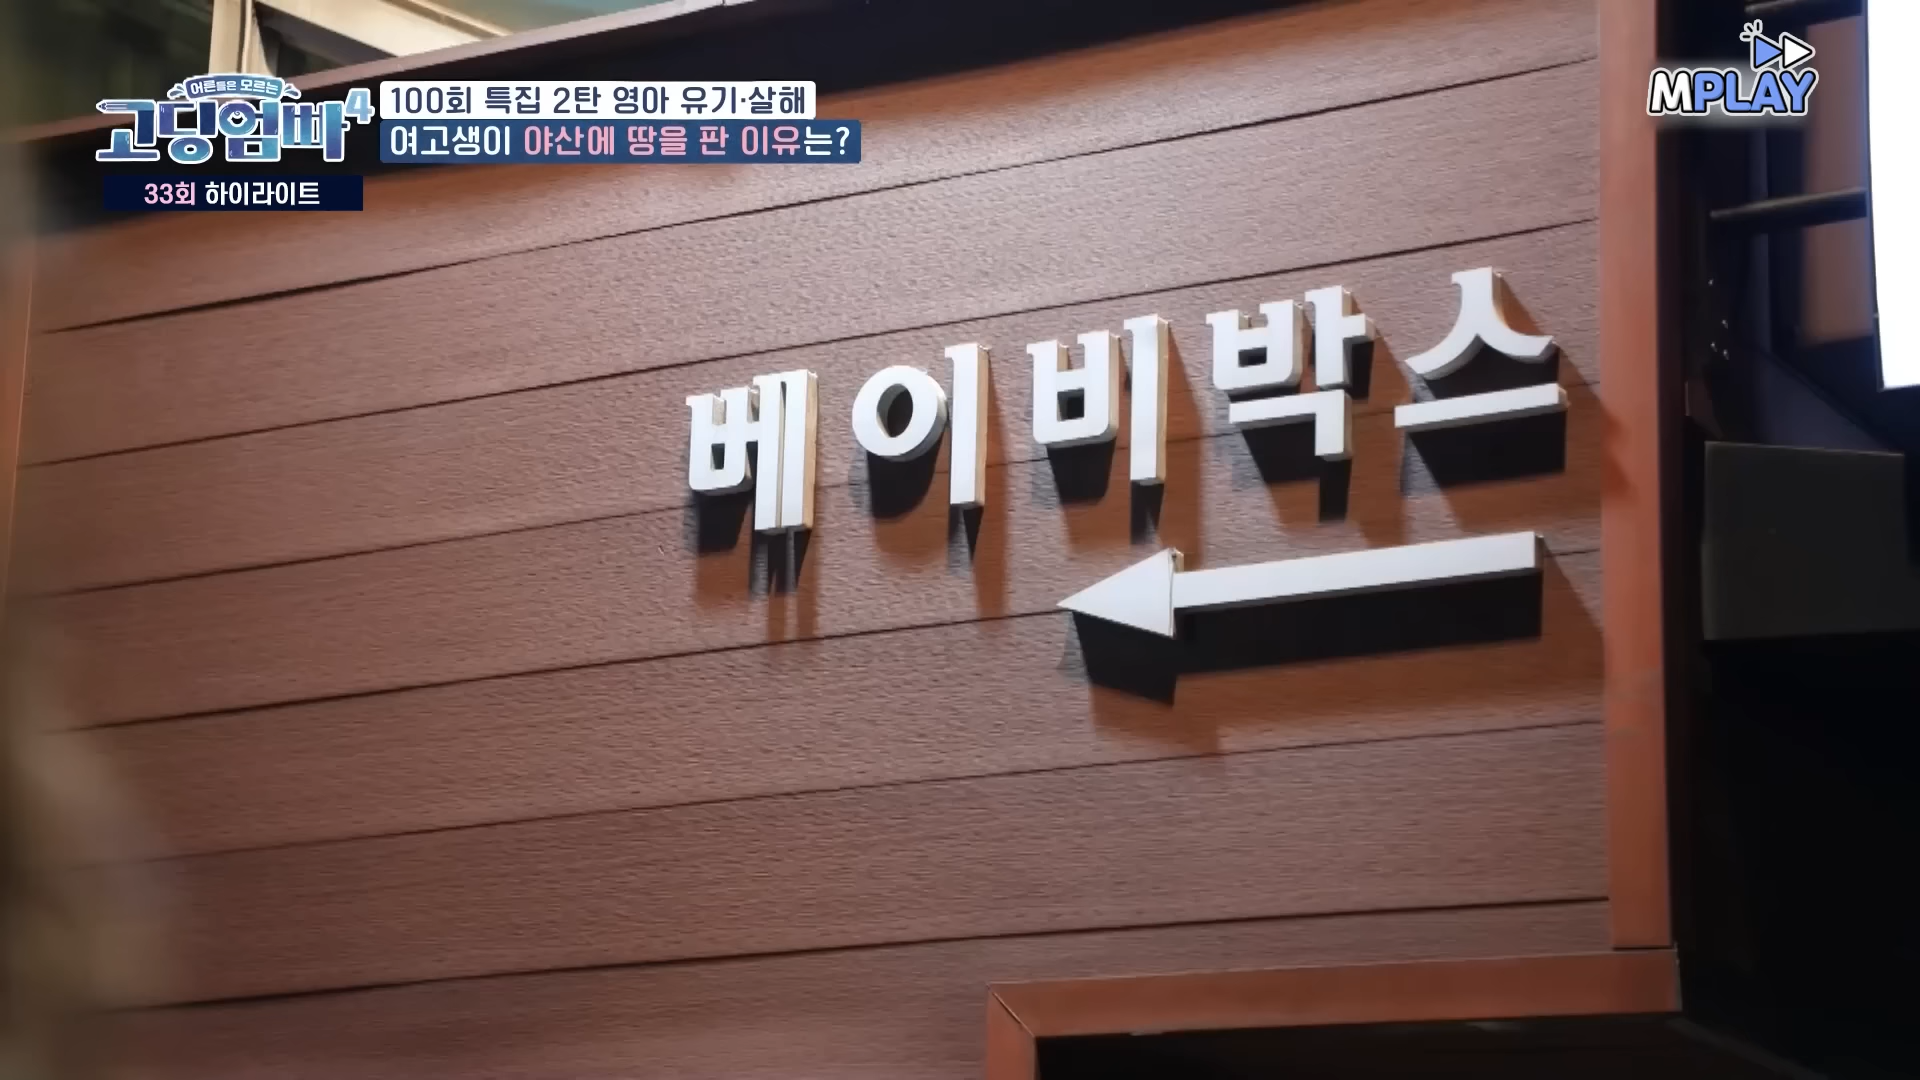 어른들은 모르는
고딩엄빠4
100회 특집 2탄 영아 유기·살해
여고생이 야산에 땅을 판 이유는?
33회 하이라이트
MPLAY
베이비박스